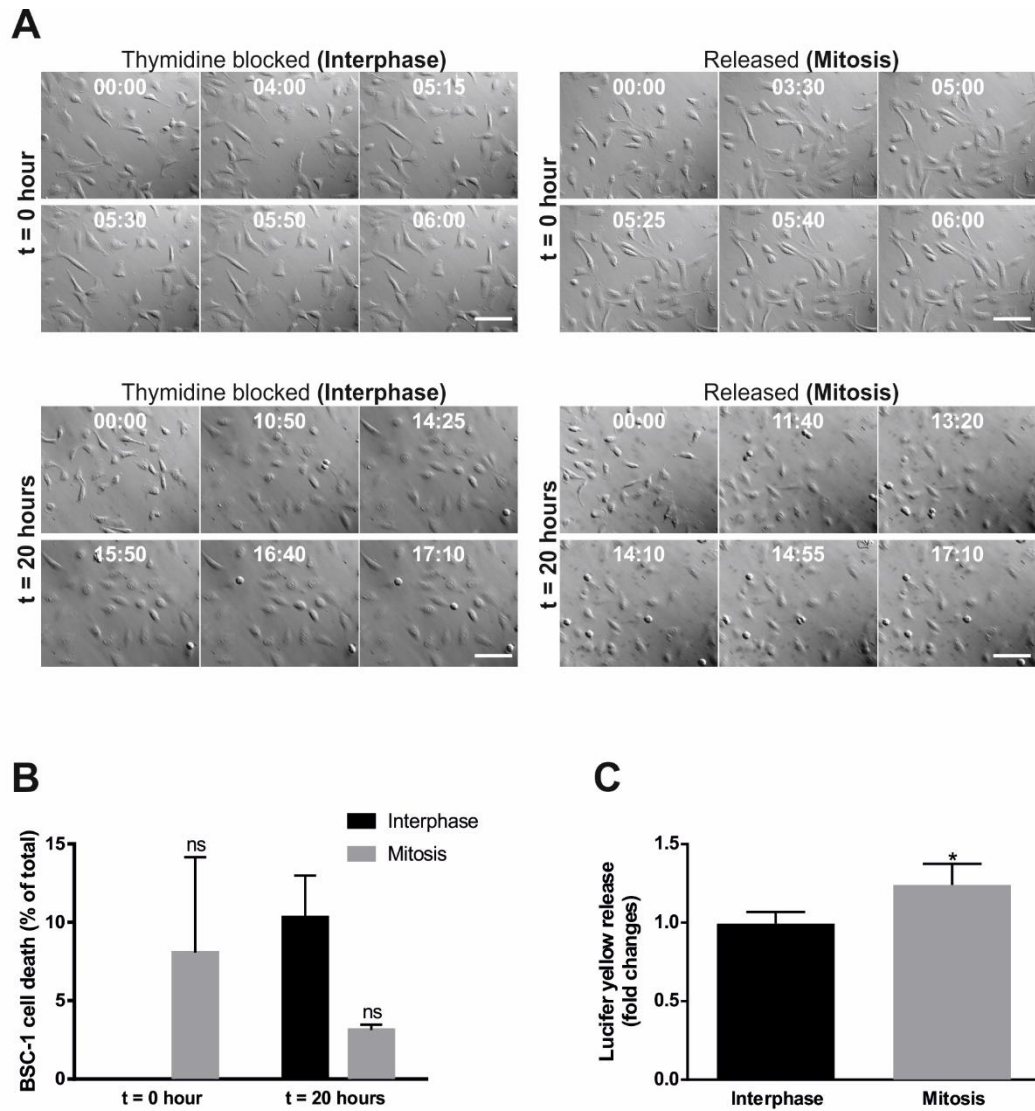 A
Thymidine blocked (Interphase)
t = 0 hour
00:00 04:00 05:15
05:30 05:50 06:00
Released (Mitosis)
t = 0 hour
00:00 03:30 05:00
05:25 05:40 06:00
Thymidine blocked (Interphase)
t = 20 hours
00:00 10:50 14:25
15:50 16:40 17:10
Released (Mitosis)
t = 20 hours
00:00 11:40 13:20
14:10 14:55 17:10
B
BSC-1 cell death (% of total)
15
10
5
0
ns
ns
Interphase
Mitosis
t = 0 hour t = 20 hours
C
Lucifer yellow release
(fold changes)
1.5
1.0
0.5
0.0
*
Interphase Mitosis